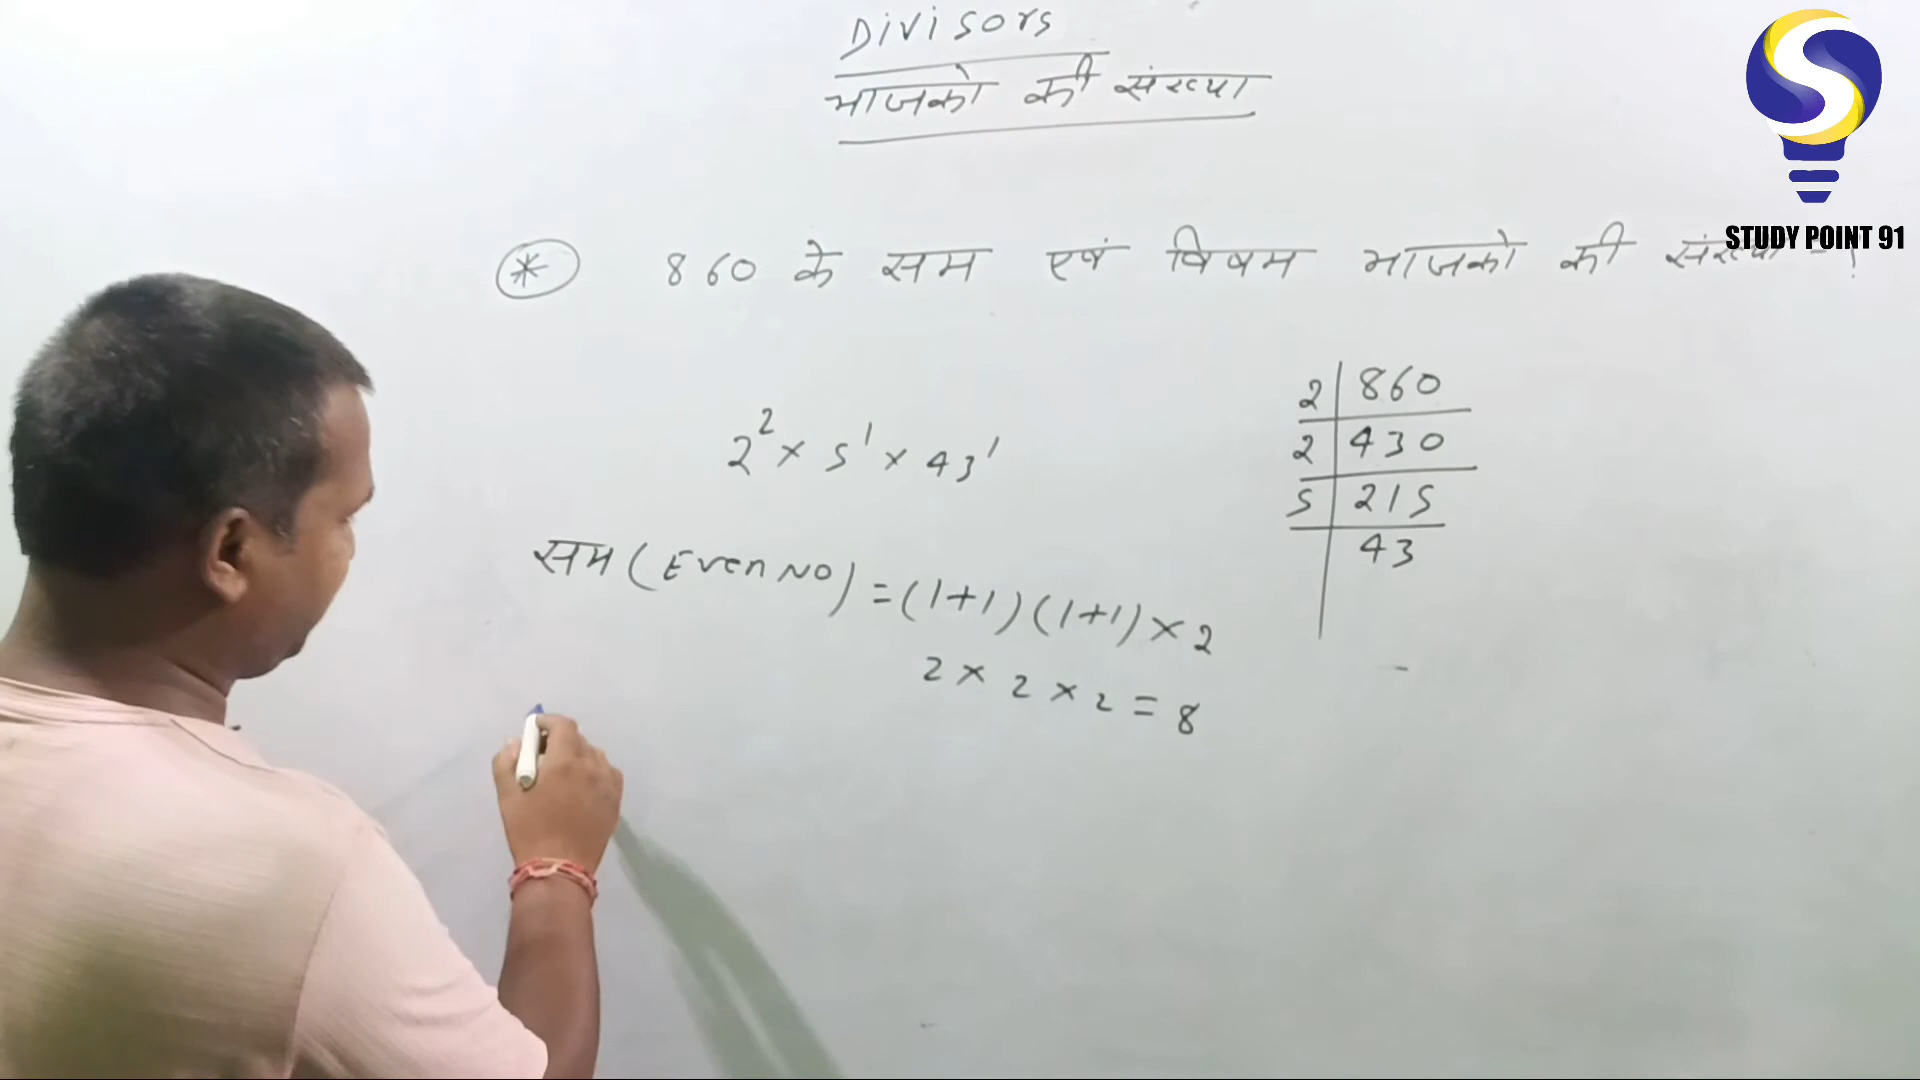 Divisors
भाजको की संख्या
STUDY POINT 91
* 860 के सम एवं विषम भाजको की संख्या - ?
2 | 860
2 | 430
5 | 215
43
2² × 5¹ × 43¹
सम (Even No) = (1+1)(1+1) × 2
2 × 2 × 2 = 8